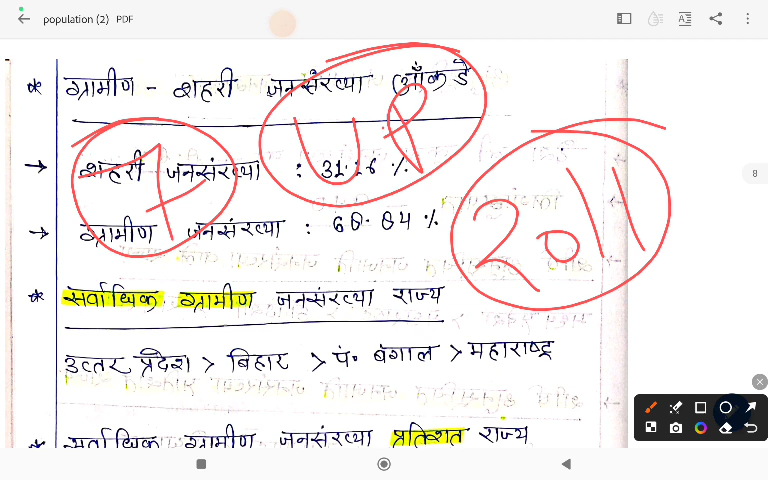 population (2) PDF
* ग्रामीण - शहरी जनसंख्या आँकडे
UP
→ शहरी जनसंख्या : 31.16 %
→ ग्रामीण जनसंख्या : 68.84 %
2011
* सर्वाधिक ग्रामीण जनसंख्या राज्य
उत्तर प्रदेश > बिहार > पं. बंगाल > महाराष्ट्र
* सर्वाधिक ग्रामीण जनसंख्या प्रतिशत राज्य
8